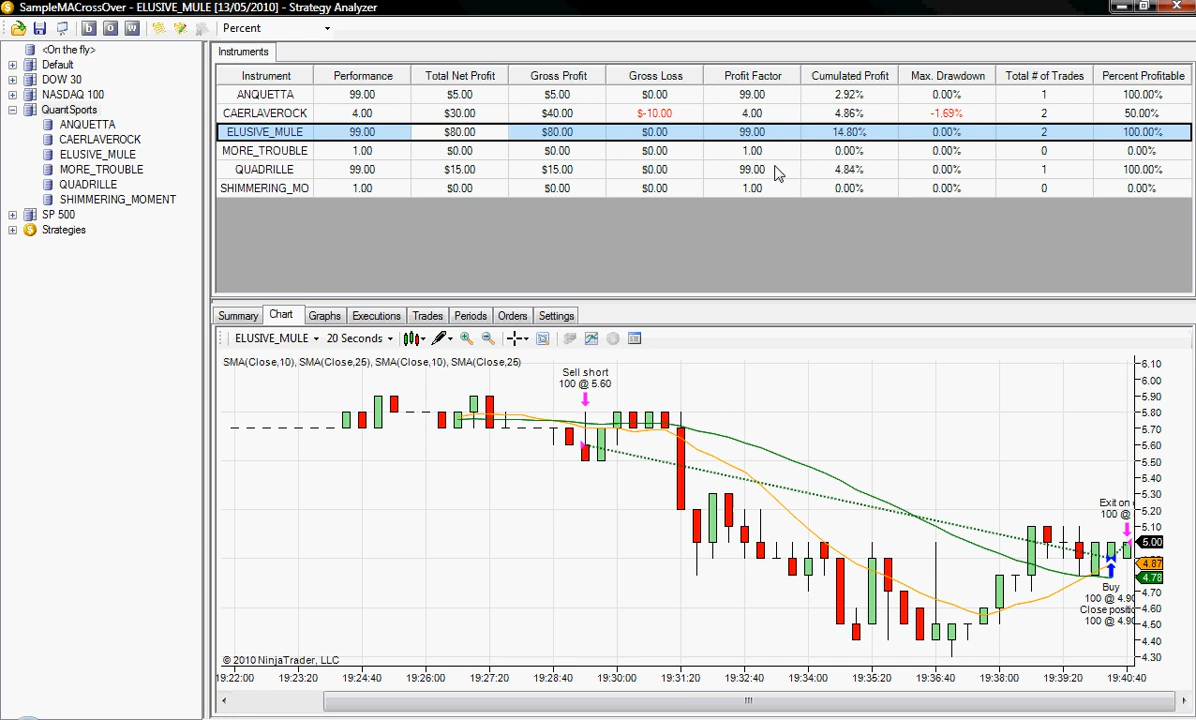 SampleMACrossOver - ELUSIVE_MULE [13/05/2010] - Strategy Analyzer
b o w Percent
<On the fly>
Default
DOW 30
NASDAQ 100
QuantSports
ANQUETTA
CAERLAVEROCK
ELUSIVE_MULE
MORE_TROUBLE
QUADRILLE
SHIMMERING_MOMENT
SP 500
Strategies
Instruments
Instrument Performance Total Net Profit Gross Profit Gross Loss Profit Factor Cumulated Profit Max. Drawdown Total # of Trades Percent Profitable
ANQUETTA 99.00 $5.00 $5.00 $0.00 99.00 2.92% 0.00% 1 100.00%
CAERLAVEROCK 4.00 $30.00 $40.00 $-10.00 4.00 4.86% -1.69% 2 50.00%
ELUSIVE_MULE 99.00 $80.00 $80.00 $0.00 99.00 14.80% 0.00% 2 100.00%
MORE_TROUBLE 1.00 $0.00 $0.00 $0.00 1.00 0.00% 0.00% 0 0.00%
QUADRILLE 99.00 $15.00 $15.00 $0.00 99.00 4.84% 0.00% 1 100.00%
SHIMMERING_MO 1.00 $0.00 $0.00 $0.00 1.00 0.00% 0.00% 0 0.00%
Summary Chart Graphs Executions Trades Periods Orders Settings
ELUSIVE_MULE 20 Seconds
SMA(Close,10), SMA(Close,25), SMA(Close,10), SMA(Close,25)
Sell short
100 @ 5.60
Exit on
100 @
Buy
100 @ 4.90
Close positi
100 @ 4.90
6.10
6.00
5.90
5.80
5.70
5.60
5.50
5.40
5.30
5.20
5.10
5.00
4.87
4.78
4.70
4.60
4.50
4.40
4.30
© 2010 NinjaTrader, LLC
19:22:00 19:23:20 19:24:40 19:26:00 19:27:20 19:28:40 19:30:00 19:31:20 19:32:40 19:34:00 19:35:20 19:36:40 19:38:00 19:39:20 19:40:40